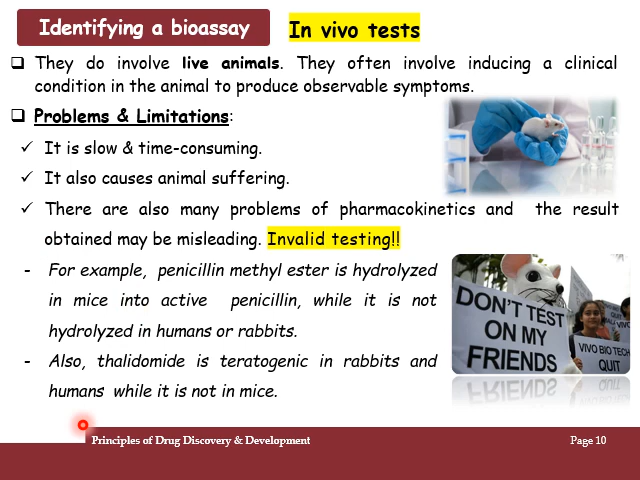 Identifying a bioassay
In vivo tests
They do involve live animals. They often involve inducing a clinical
condition in the animal to produce observable symptoms.
Problems & Limitations:
It is slow & time-consuming.
It also causes animal suffering.
There are also many problems of pharmacokinetics and the result
obtained may be misleading. Invalid testing!!
- For example, penicillin methyl ester is hydrolyzed
in mice into active penicillin, while it is not
hydrolyzed in humans or rabbits.
- Also, thalidomide is teratogenic in rabbits and
humans while it is not in mice.
DON'T TEST
ON MY
FRIENDS
VIVO BIO TECH
QUIT
Principles of Drug Discovery & Development
Page 10